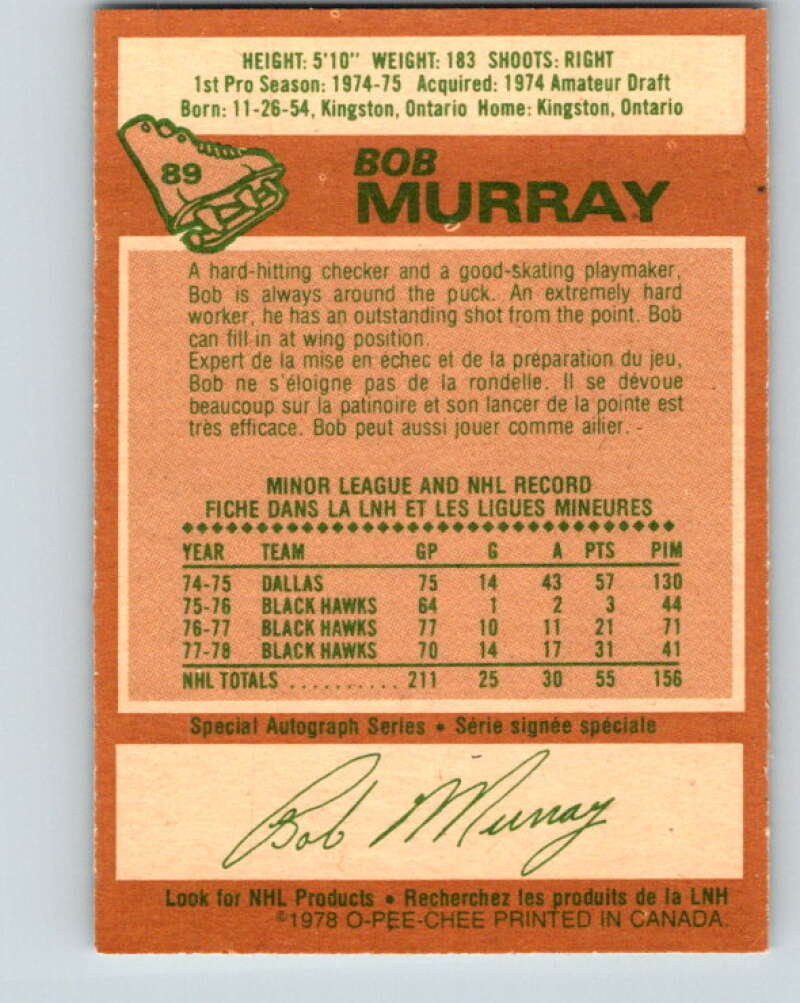 HEIGHT: 5'10" WEIGHT: 183 SHOOTS: RIGHT
1st Pro Season: 1974-75 Acquired: 1974 Amateur Draft
Born: 11-26-54, Kingston, Ontario Home: Kingston, Ontario
89
BOB
MURRAY
A hard-hitting checker and a good-skating playmaker,
Bob is always around the puck. An extremely hard
worker, he has an outstanding shot from the point. Bob
can fill in at wing position.
Expert de la mise en échec et de la préparation du jeu,
Bob ne s'éloigne pas de la rondelle. Il se dévoue
beaucoup sur la patinoire et son lancer de la pointe est
très efficace. Bob peut aussi jouer comme ailier.
MINOR LEAGUE AND NHL RECORD
FICHE DANS LA LNH ET LES LIGUES MINEURES
YEAR TEAM GP G A PTS PIM
74-75 DALLAS 75 14 43 57 130
75-76 BLACK HAWKS 64 1 2 3 44
76-77 BLACK HAWKS 77 10 11 21 71
77-78 BLACK HAWKS 70 14 17 31 41
NHL TOTALS .......... 211 25 30 55 156
Special Autograph Series • Série signée spéciale
Bob Murray
Look for NHL Products • Recherchez les produits de la LNH
©1978 O-PEE-CHEE PRINTED IN CANADA.